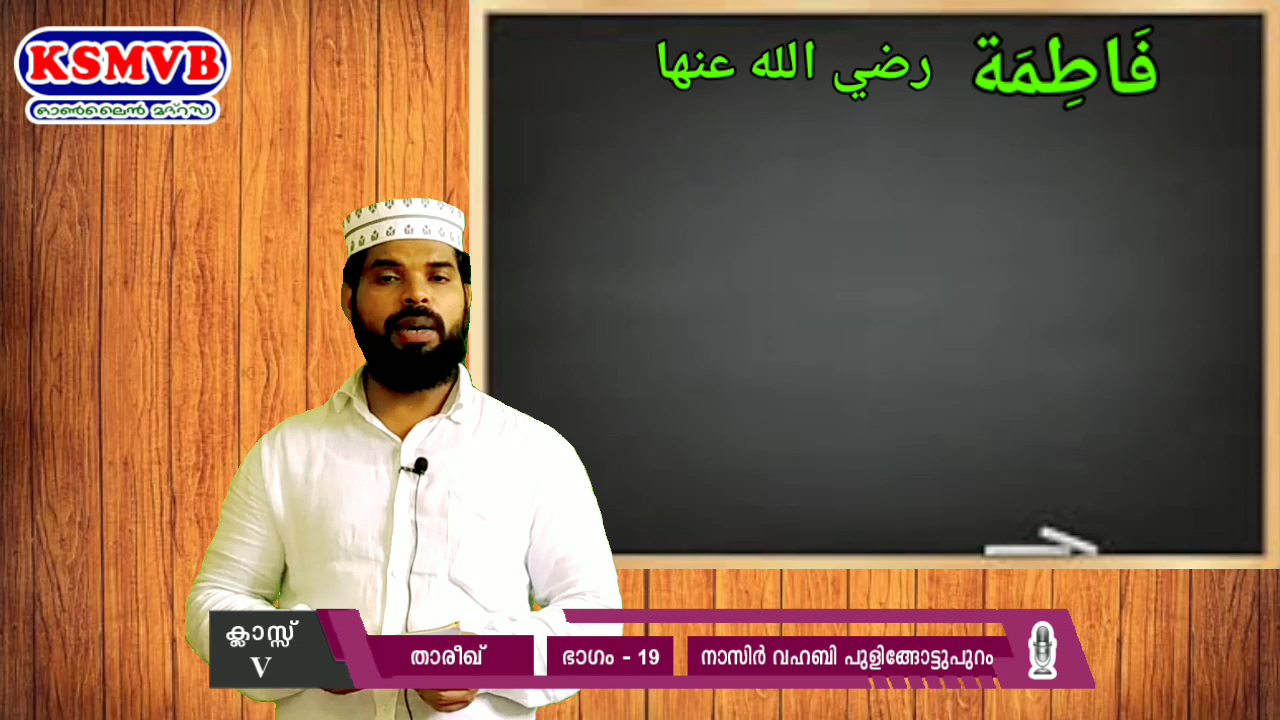 KSMVB
ഓൺലൈൻ മദ്റസ
فَاطِمَة رضي الله عنها
ക്ലാസ്സ്
V
താരീഖ്
ഭാഗം - 19
നാസിർ വഹബി പുളിങ്ങോട്ടുപുറം